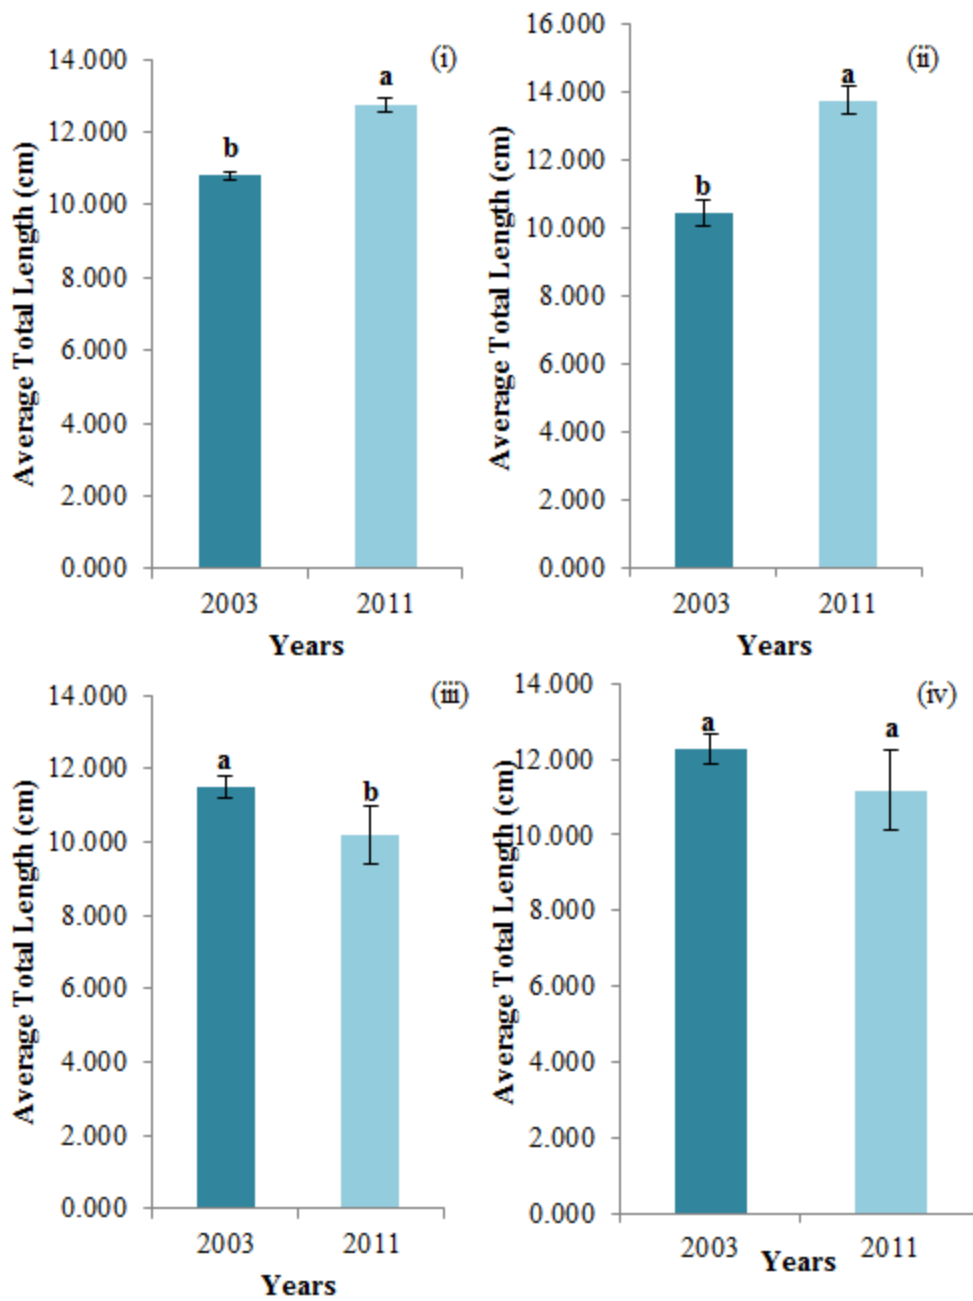 (i)
Average Total Length (cm)
14.000
12.000
10.000
8.000
6.000
4.000
2.000
0.000
b
a
2003
2011
Years
(ii)
Average Total Length (cm)
16.000
14.000
12.000
10.000
8.000
6.000
4.000
2.000
0.000
b
a
2003
2011
Years
(iii)
Average Total Length (cm)
14.000
12.000
10.000
8.000
6.000
4.000
2.000
0.000
a
b
2003
2011
Years
(iv)
Average Total Length (cm)
14.000
12.000
10.000
8.000
6.000
4.000
2.000
0.000
a
a
2003
2011
Years